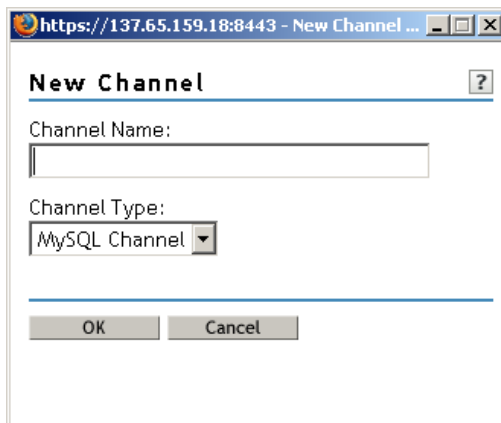 https://137.65.159.18:8443 - New Channel ...
New Channel
?
Channel Name:
Channel Type:
MySQL Channel
OK Cancel